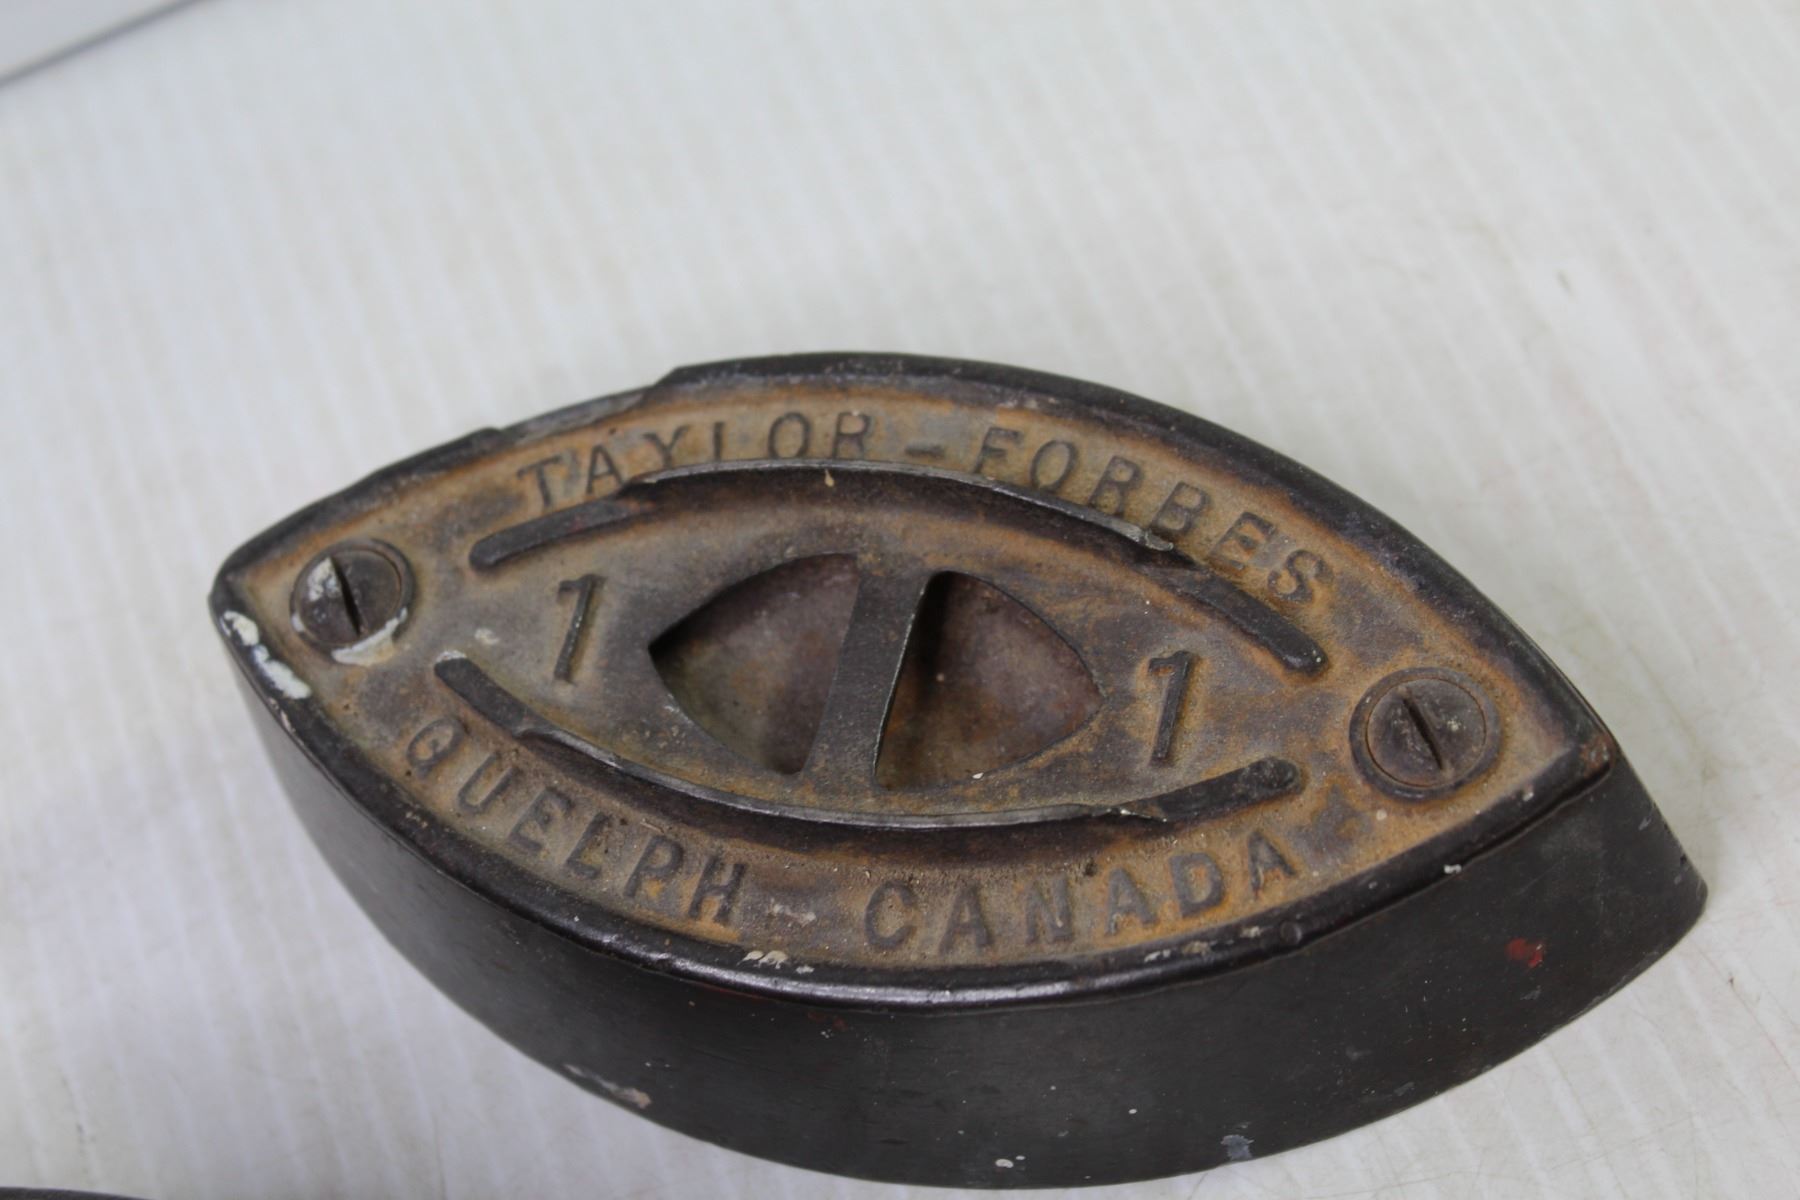 TAYLOR - FORBES
1 1
GUELPH CANADA